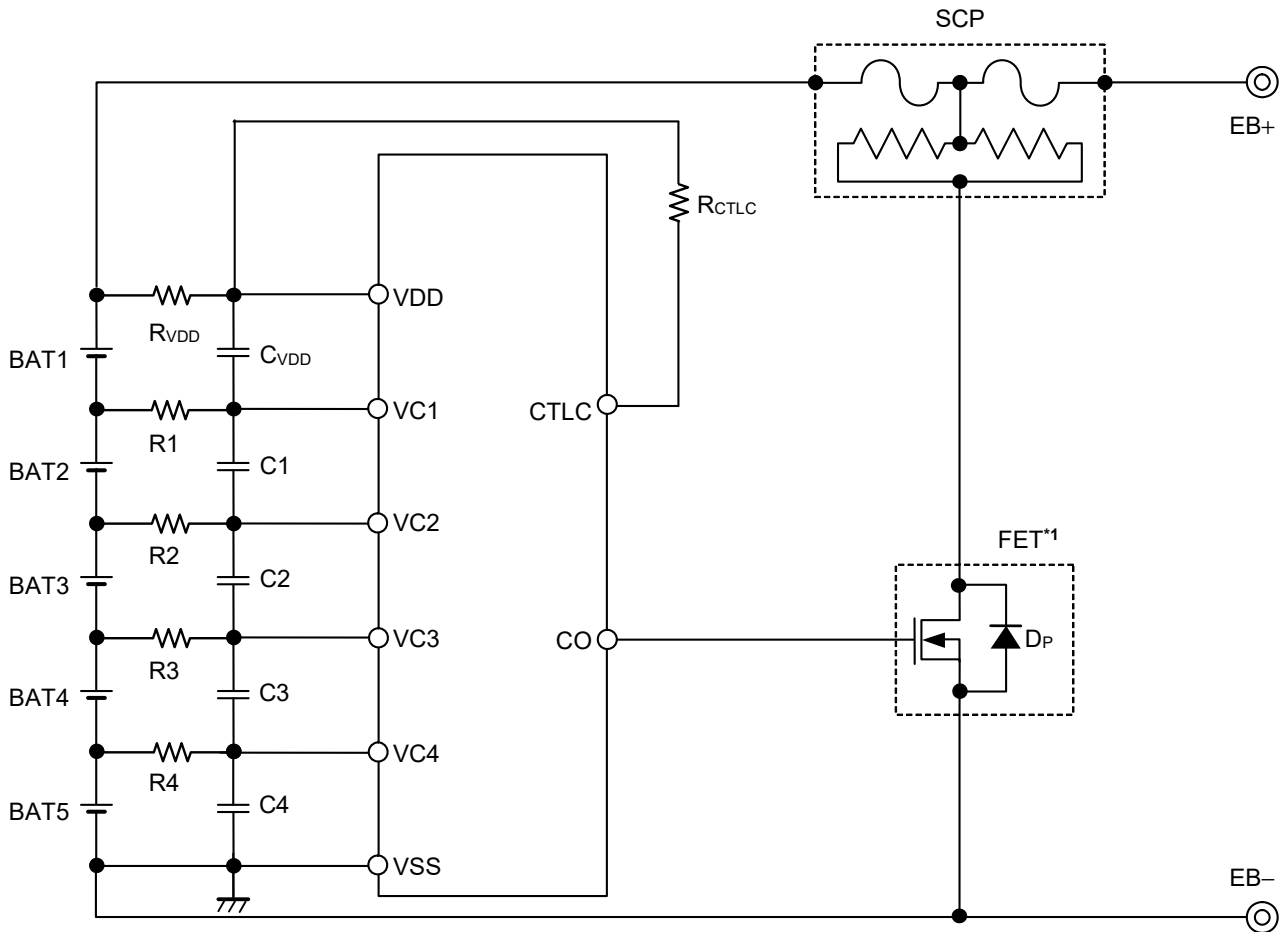 SCP
EB+
RCTLC
VDD
RVDD
BAT1
CVDD
VC1
CTLC
R1
BAT2
C1
VC2
R2
FET*1
BAT3
C2
VC3
CO
DP
R3
BAT4
C3
VC4
R4
BAT5
C4
VSS
EB−